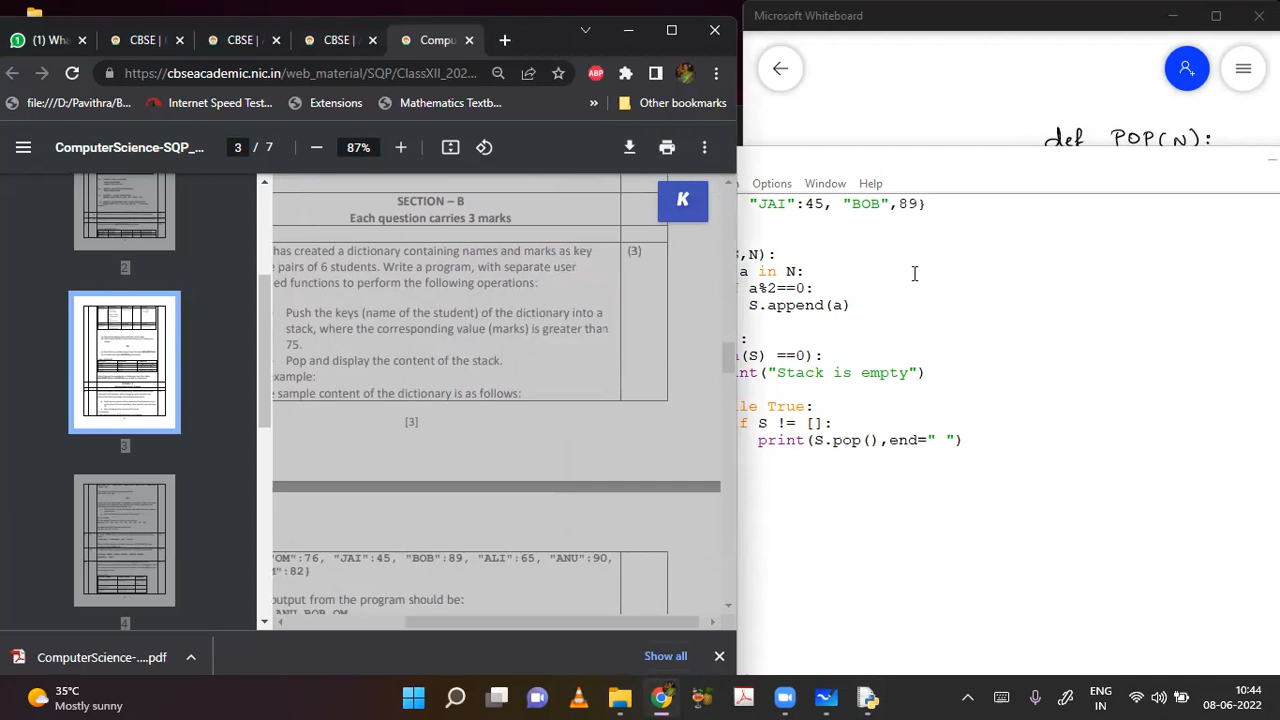 (1) Wh
CBSE |
CBSE |
CBSE |
Compu
https://cbseacademic.nic.in/web_material/SQP/ClassXII_202...
ABP
Internet Speed Test...
Extensions
Mathematics Textb...
»
Other bookmarks
ComputerScience-SQP_...
3 / 7
87%
2
3
4
SECTION – B
Each question carries 3 marks
K
has created a dictionary containing names and marks as key
(3)
pairs of 6 students. Write a program, with separate user
ed functions to perform the following operations:
Push the keys (name of the student) of the dictionary into a
stack, where the corresponding value (marks) is greater than
75.
Pop and display the content of the stack.
example:
sample content of the dictionary is as follows:
[3]
"OM":76, "JAI":45, "BOB":89, "ALI":65, "ANU":90,
":82}
output from the program should be:
ANU BOB OM
ComputerScience-....pdf
Show all
Microsoft Whiteboard
def POP(N):
Options Window Help
"JAI":45, "BOB",89}
S,N):
a in N:
a%2==0:
S.append(a)
:
(S) ==0):
nt("Stack is empty")
le True:
f S != []:
print(S.pop(),end=" ")
35°C
Mostly sunny
ENG
IN
10:44
08-06-2022